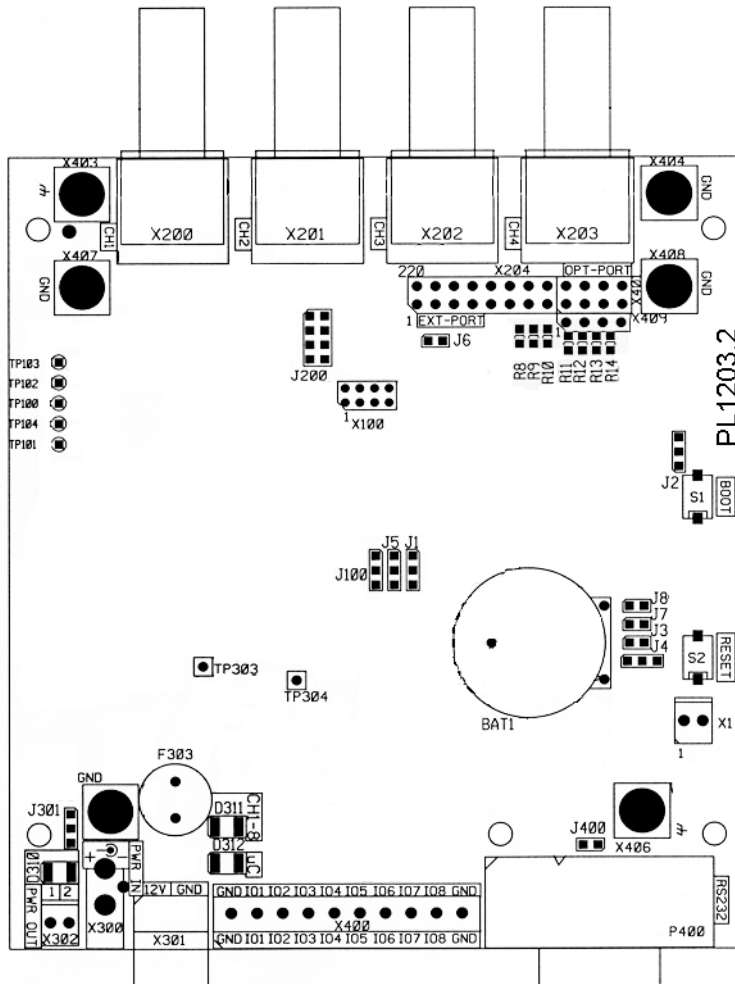 X403
X404
GND
CH1
X200
CH2
X201
CH3
X202
CH4
X203
X407
GND
X408
GND
220
X204
OPT-PORT
1
EXT-PORT
1
X409
J6
R8
R9
R10
R11
R12
R13
R14
PL1203.2
J200
TP103
TP102
TP100
TP104
TP101
1
X100
J2
S1
BOOT
J5
J1
J100
J8
J7
J3
J4
S2
RESET
TP303
TP304
BAT1
X1
1
F303
GND
D311
CH1-8
J301
D312
uC
J400
X406
D310
+
-
PWR IN
12V
GND
GND IO1 IO2 IO3 IO4 IO5 IO6 IO7 IO8 GND
RS232
1 2
PWR OUT
X302
X300
X301
X400
GND IO1 IO2 IO3 IO4 IO5 IO6 IO7 IO8 GND
P400